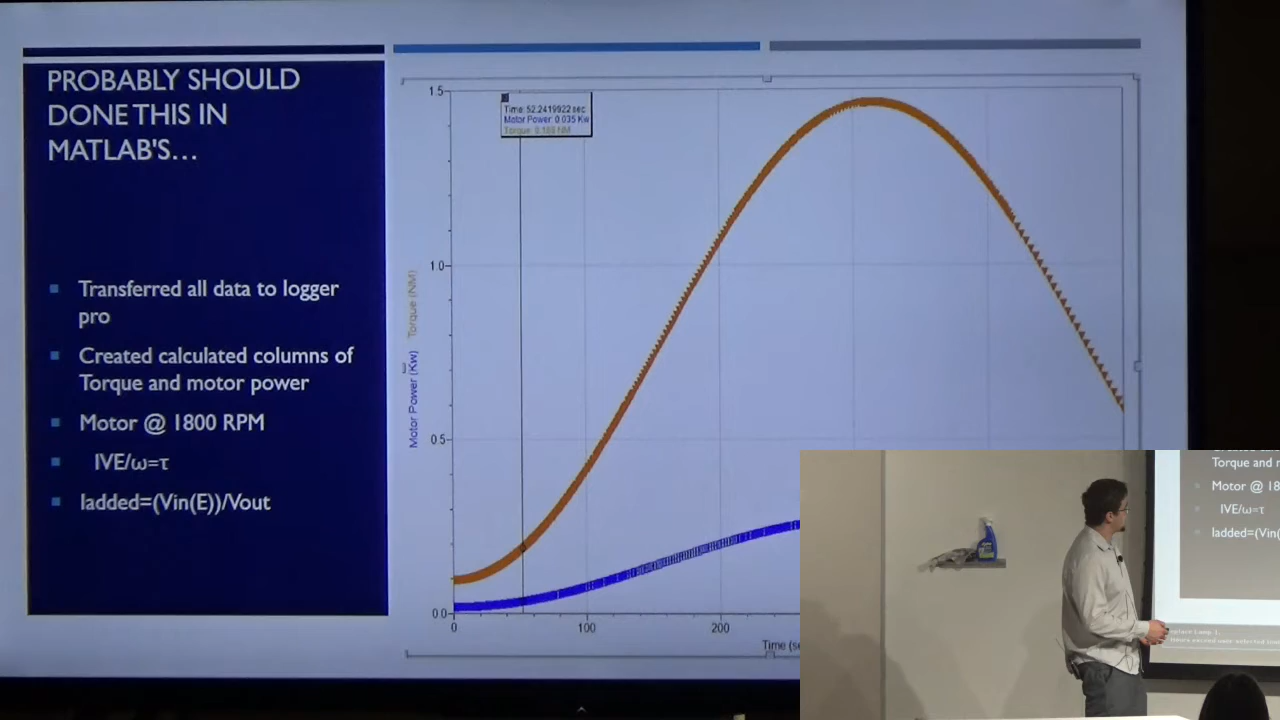 PROBABLY SHOULD
DONE THIS IN
MATLAB'S...
Transferred all data to logger
pro
Created calculated columns of
Torque and motor power
Motor @ 1800 RPM
IVE/ω=τ
Iadded=(Vin(E))/Vout
Time: 52.2419922 sec
Motor Power: 0.035 Kw
Torque: 0.189 NM
Motor Power (Kw) Torque (NM)
1.5
1.0
0.5
0.0
0
100
200
Time (s
Torque and r
Motor @ 18
IVE/ω=τ
Iadded=(Vin(